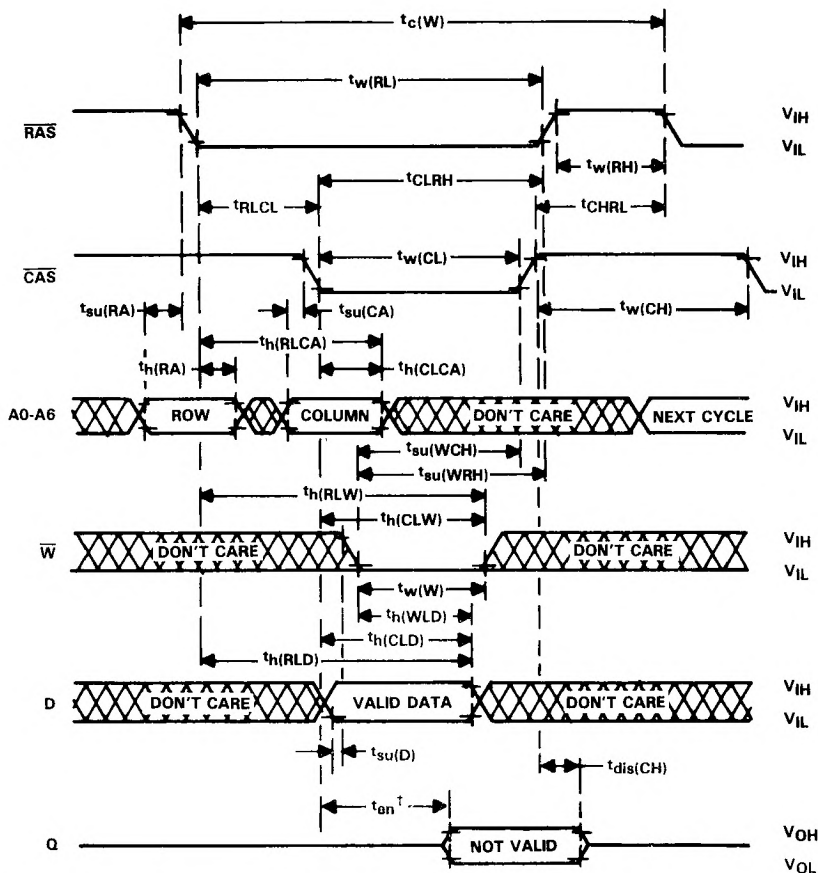 tc(W)
tw(RL)
RAS
VIH
VIL
tw(RH)
tCLRH
tRLCL
tCHRL
CAS
tw(CL)
VIH
VIL
tsu(RA)
tsu(CA)
tw(CH)
th(RLCA)
th(RA)
th(CLCA)
A0-A6
ROW
COLUMN
DON'T CARE
NEXT CYCLE
VIH
VIL
tsu(WCH)
tsu(WRH)
th(RLW)
th(CLW)
W
DON'T CARE
DON'T CARE
VIH
VIL
tw(W)
th(WLD)
th(CLD)
th(RLD)
D
DON'T CARE
VALID DATA
DON'T CARE
VIH
VIL
tsu(D)
tdis(CH)
ten†
Q
NOT VALID
VOH
VOL